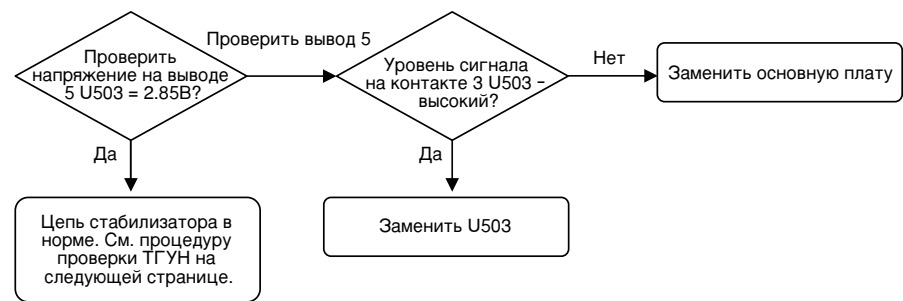 Проверить
напряжение на выводе
5 U503 = 2.85В?
Проверить вывод 5
Уровень сигнала
на контакте 3 U503 –
высокий?
Нет
Заменить основную плату
Да
Да
Цепь стабилизатора в
норме. См. процедуру
проверки ТГУН на
следующей странице.
Заменить U503